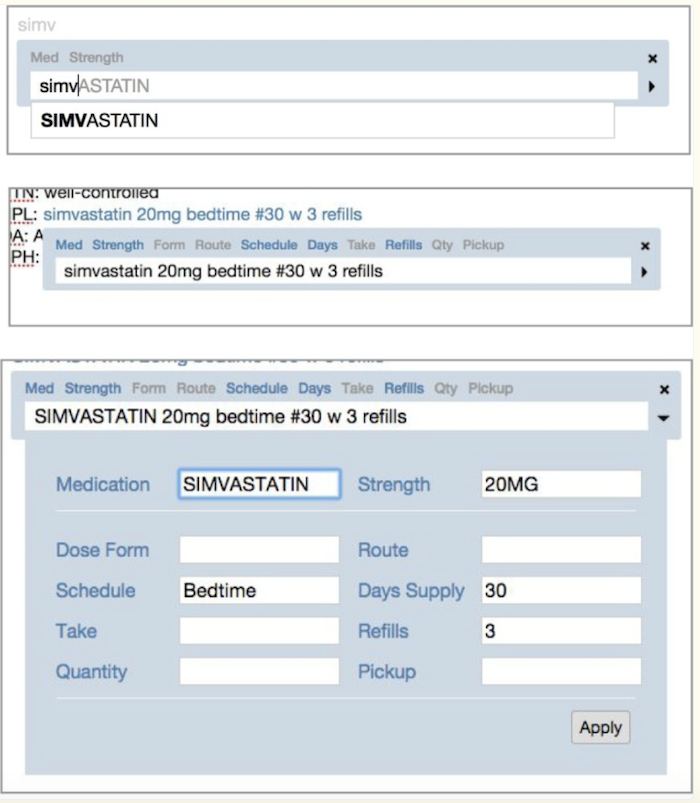 simv
Med Strength
simvASTATIN
SIMVASTATIN
TN: well-controlled
PL: simvastatin 20mg bedtime #30 w 3 refills
A: A
PH:
Med Strength Form Route Schedule Days Take Refills Qty Pickup
simvastatin 20mg bedtime #30 w 3 refills
Med Strength Form Route Schedule Days Take Refills Qty Pickup
SIMVASTATIN 20mg bedtime #30 w 3 refills
Medication SIMVASTATIN Strength 20MG
Dose Form Route
Schedule Bedtime Days Supply 30
Take Refills 3
Quantity Pickup
Apply